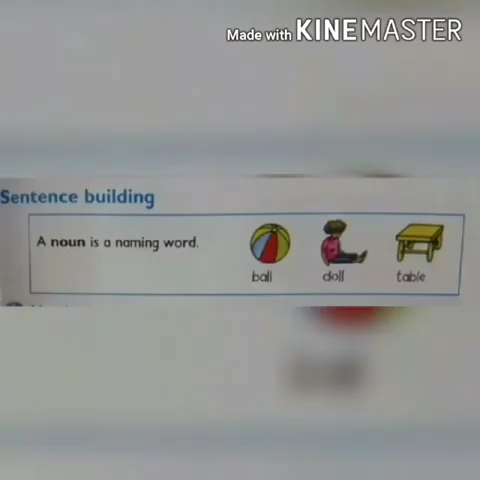 Made with KINEMASTER
Sentence building
A noun is a naming word.
ball doll table